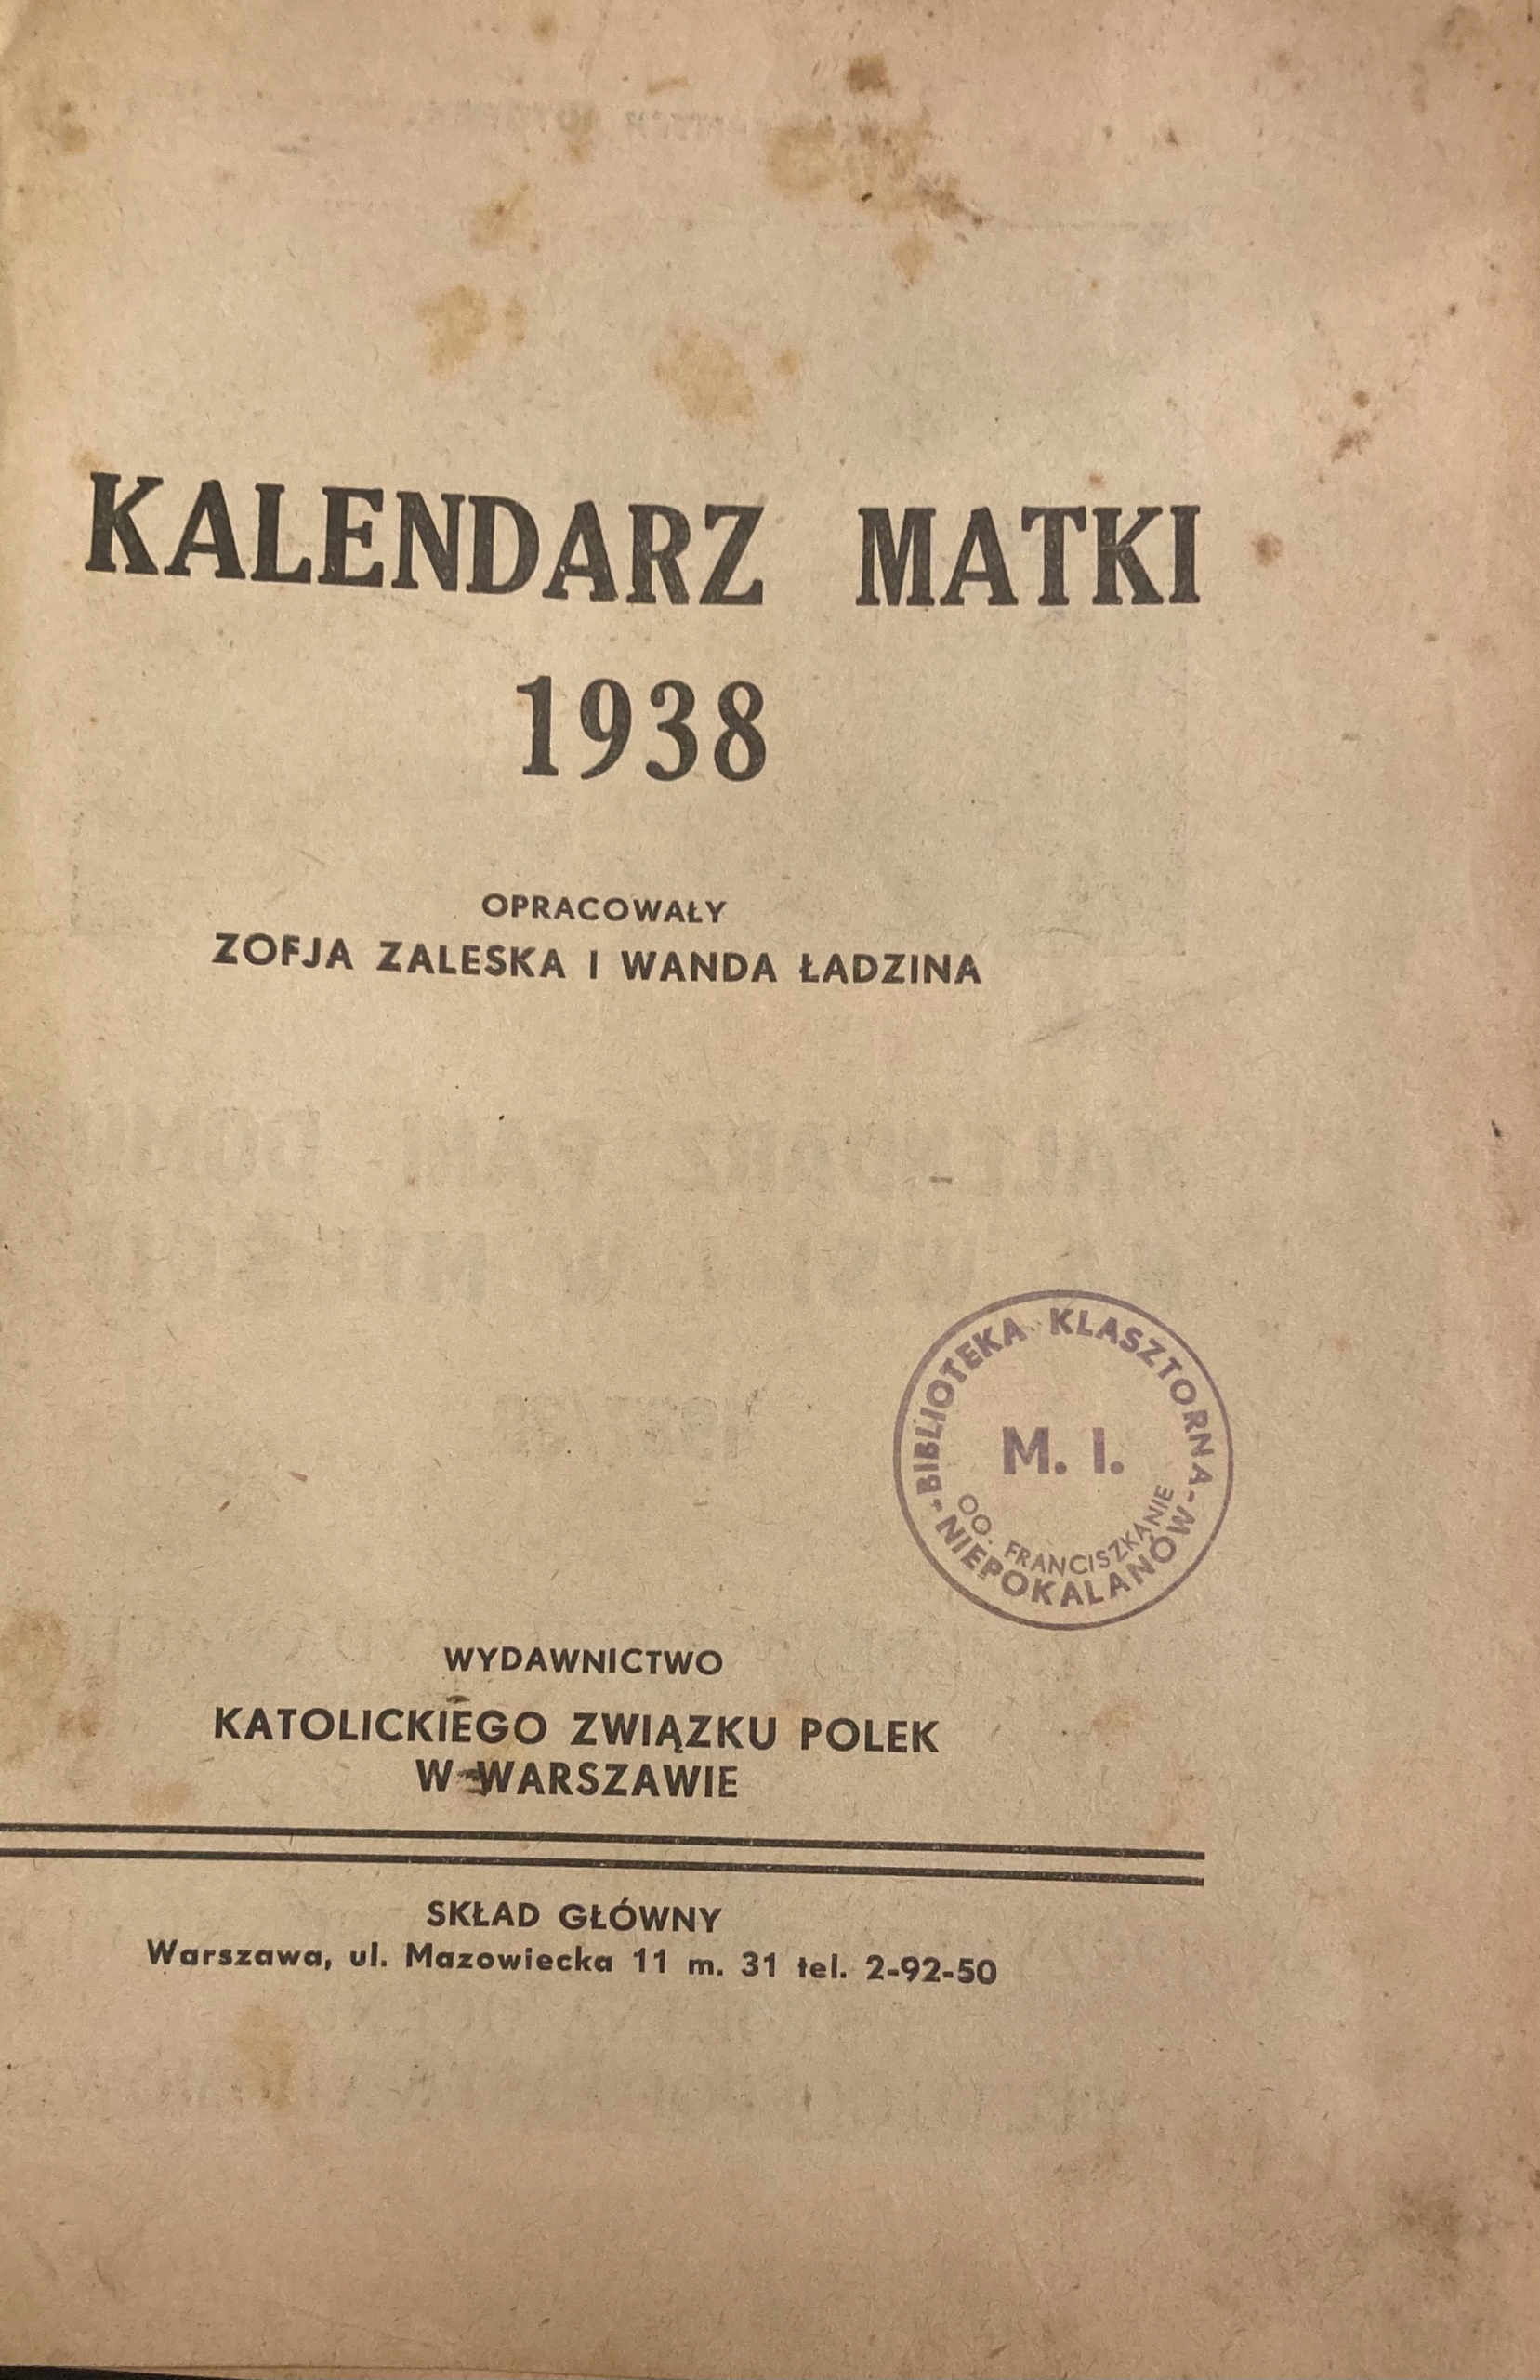 KALENDARZ MATKI
1938
OPRACOWAŁY
ZOFJA ZALESKA I WANDA ŁADZINA
-BIBLIOTEKA KLASZTORNA-
M. I.
OO. FRANCISZKANIE
NIEPOKALANÓW
WYDAWNICTWO
KATOLICKIEGO ZWIĄZKU POLEK
W WARSZAWIE
SKŁAD GŁÓWNY
Warszawa, ul. Mazowiecka 11 m. 31 tel. 2-92-50